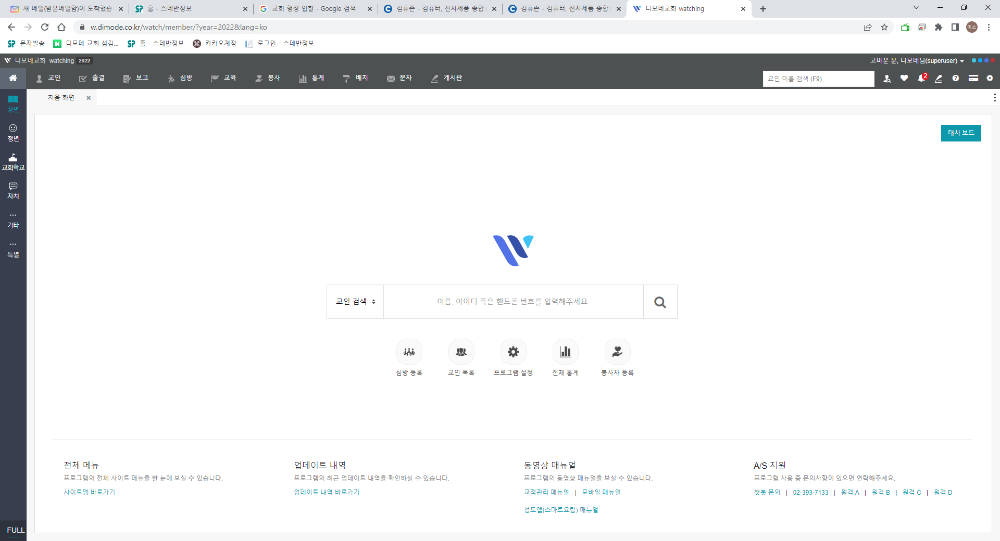 새 메일(받은메일함)이 도착했습
홈 - 스데반정보
교회 행정 입찰 - Google 검색
컴퓨존 - 컴퓨터, 전자제품 종합
컴퓨존 - 컴퓨터, 전자제품 종합
디모데교회 watching
w.dimode.co.kr/watch/member/?year=2022&lang=ko
미소
문자발송
디모데 교회 섬김...
홈 - 스데반정보
카카오계정
로그인 - 스데반정보
디모데교회 watching 2022
고마운 분, 디모데님(superuser)
교인 출결 보고 심방 교육 봉사 통계 배치 문자 게시판
교인 이름 검색 (F9)
2
처음 화면
장년
청년
교회학교
자치
기타
특별
FULL
대시 보드
교인 검색
이름, 아이디 혹은 핸드폰 번호를 입력해주세요.
심방 등록
교인 목록
프로그램 설정
전체 통계
봉사자 등록
전체 메뉴
프로그램의 전체 사이트 메뉴를 한 눈에 보실 수 있습니다.
사이트맵 바로가기
업데이트 내역
프로그램의 최근 업데이트 내역을 확인하실 수 있습니다.
업데이트 내역 바로가기
동영상 매뉴얼
프로그램의 동영상 매뉴얼을 보실 수 있습니다.
교적관리 매뉴얼 | 모바일 매뉴얼
성도앱(스마트요람) 매뉴얼
A/S 지원
프로그램 사용 중 문의사항이 있으면 연락해주세요.
챗봇 문의 | 02-393-7133 | 원격 A | 원격 B | 원격 C | 원격 D